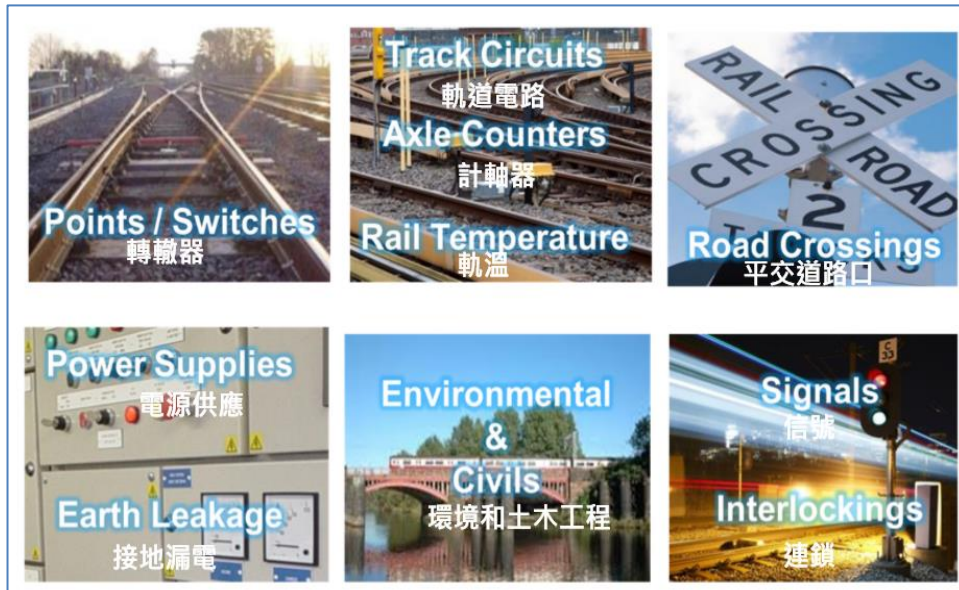 Points / Switches
轉轍器
Track Circuits
軌道電路
Axle Counters
計軸器
Rail Temperature
軌溫
RAIL ROAD
CROSSING
2
Road Crossings
平交道路口
Power Supplies
電源供應
Earth Leakage
接地漏電
Environmental
&
Civils
環境和土木工程
C
33
Signals
信號
Interlockings
連鎖